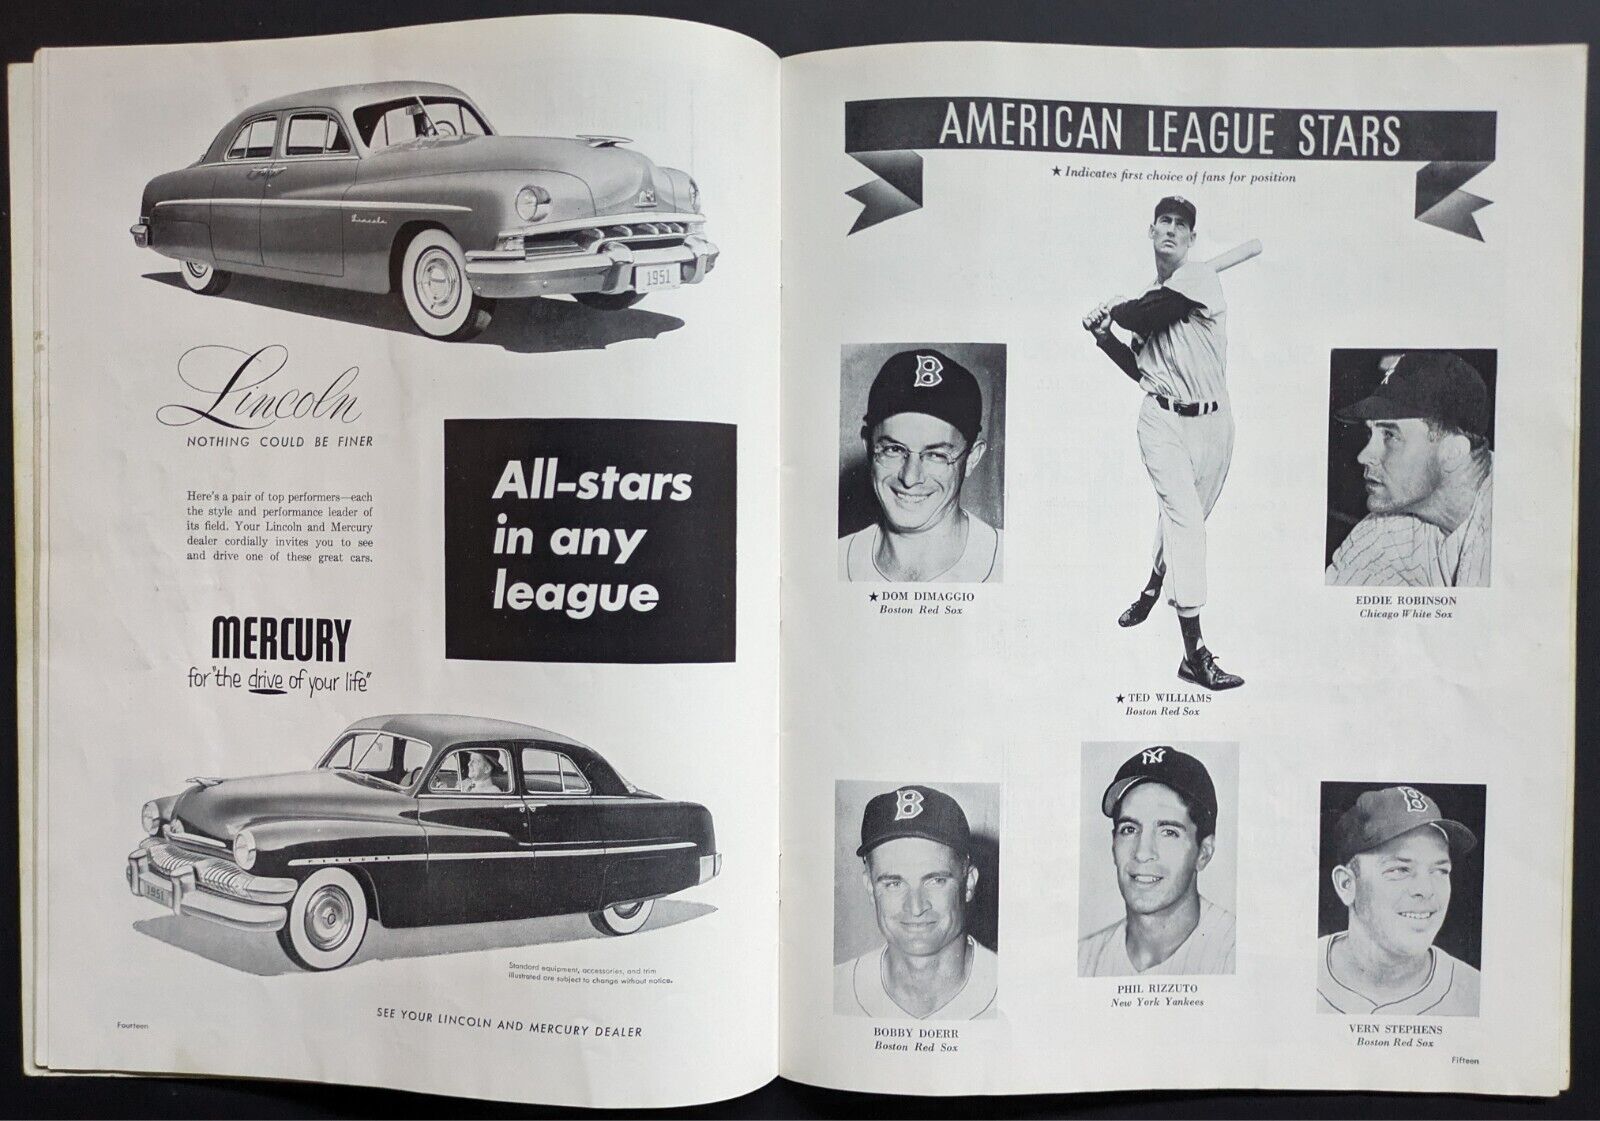 Lincoln
1951
Lincoln
NOTHING COULD BE FINER
Here's a pair of top performers—each
the style and performance leader of
its field. Your Lincoln and Mercury
dealer cordially invites you to see
and drive one of these great cars.
All-stars
in any
league
MERCURY
for "the drive of your life"
MERCURY
1951
Standard equipment, accessories, and trim
illustrated are subject to change without notice.
SEE YOUR LINCOLN AND MERCURY DEALER
Fourteen
AMERICAN LEAGUE STARS
★ Indicates first choice of fans for position
B
★ DOM DIMAGGIO
Boston Red Sox
EDDIE ROBINSON
Chicago White Sox
★ TED WILLIAMS
Boston Red Sox
B
BOBBY DOERR
Boston Red Sox
NY
PHIL RIZZUTO
New York Yankees
B
VERN STEPHENS
Boston Red Sox
Fifteen